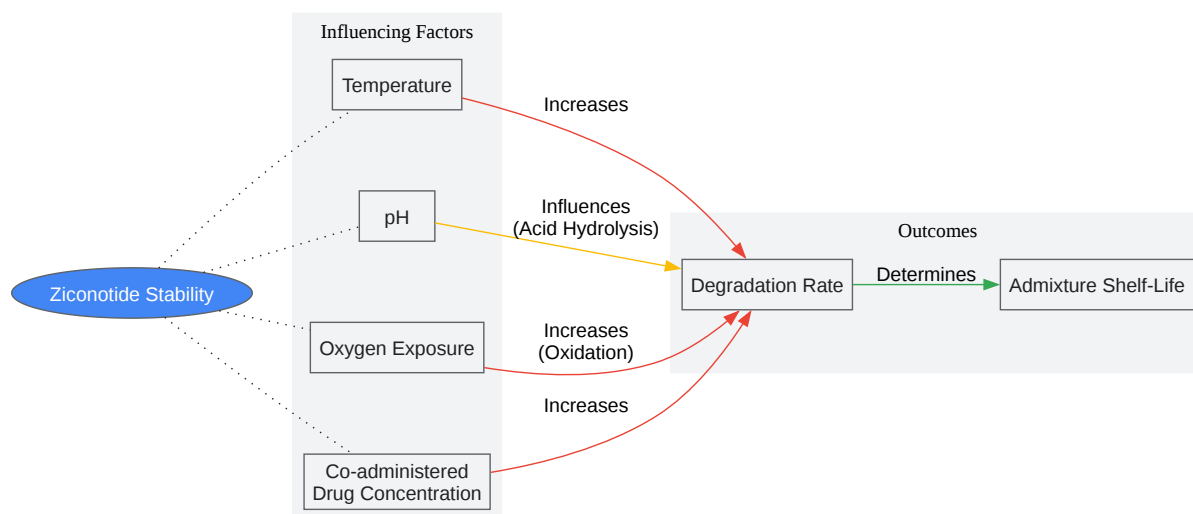 Influencing Factors
Temperature
Increases
pH
Influences
(Acid Hydrolysis)
Outcomes
Ziconotide Stability
Degradation Rate
Determines
Admixture Shelf-Life
Oxygen Exposure
Increases
(Oxidation)
Increases
Co-administered
Drug Concentration